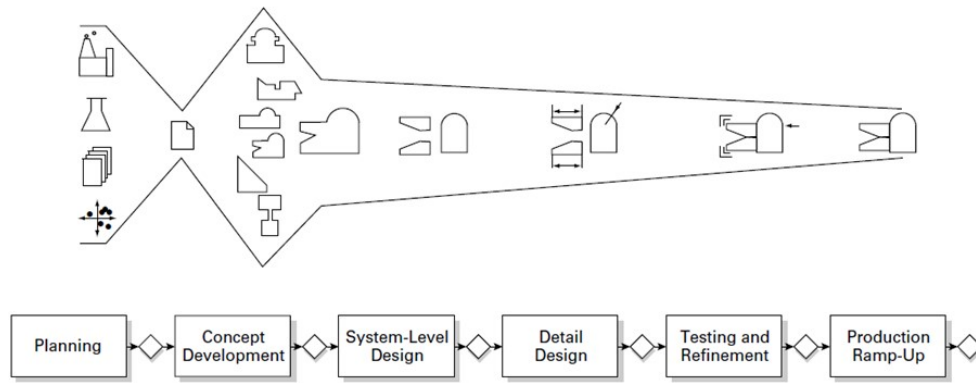 Planning
Concept
Development
System-Level
Design
Detail
Design
Testing and
Refinement
Production
Ramp-Up